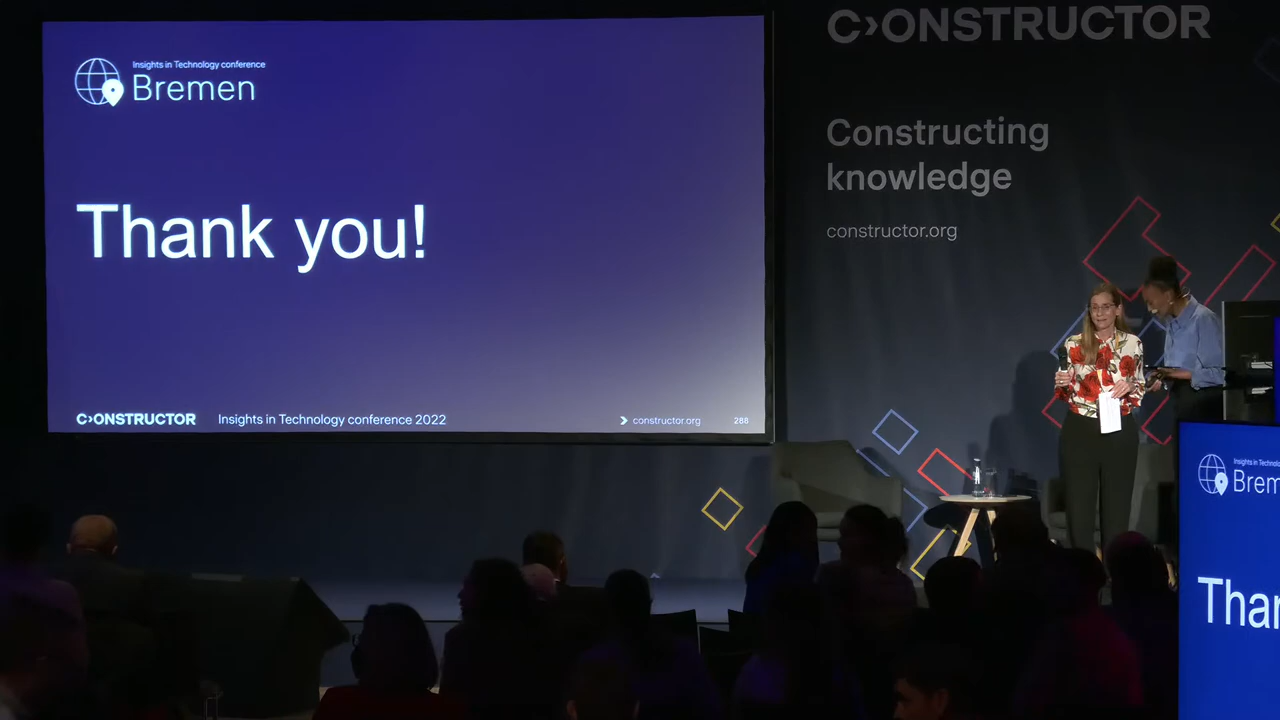 Insights in Technology conference
Bremen
Thank you!
C›ONSTRUCTOR
Insights in Technology conference 2022
constructor.org
288
C›ONSTRUCTOR
Constructing
knowledge
constructor.org
Insights in Technolo
Brem
Than